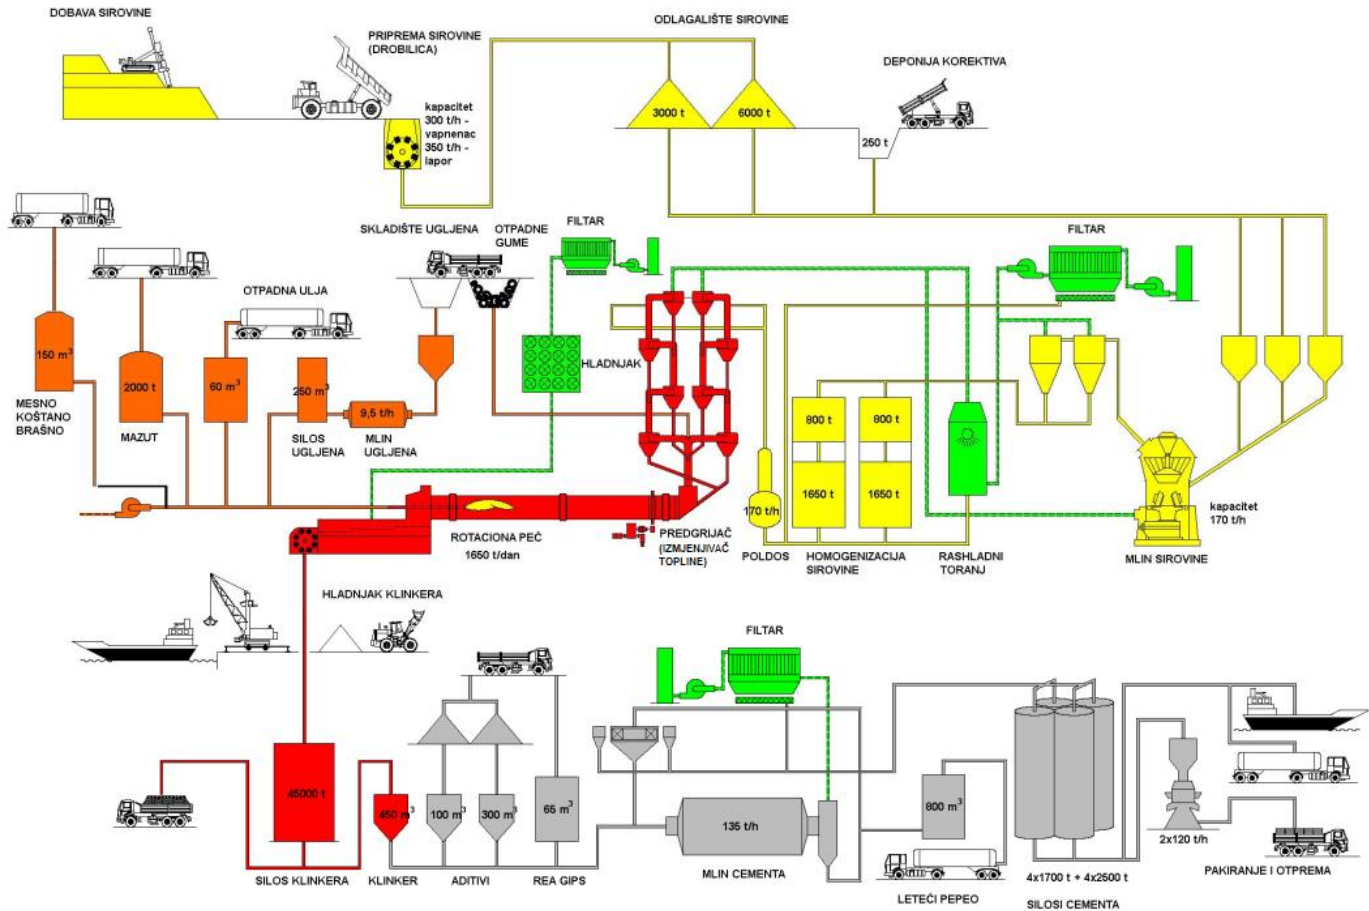 DOBAVA SIROVINE
PRIPREMA SIROVINE
(DROBILICA)
ODLAGALIŠTE SIROVINE
DEPONIJA KOREKTIVA
kapacitet
300 t/h -
vapnenac
350 t/h -
lapor
3000 t
6000 t
250 t
SKLADIŠTE UGLJENA
OTPADNE
GUME
FILTAR
FILTAR
OTPADNA ULJA
150 m³
2000 t
60 m³
250 m³
9,5 t/h
HLADNJAK
MESNO
KOŠTANO
BRAŠNO
MAZUT
SILOS
UGLJENA
MLIN
UGLJENA
800 t
800 t
1650 t
1650 t
170 t/h
kapacitet
170 t/h
ROTACIONA PEĆ
1650 t/dan
PREDGRIJAČ
(IZMJENJIVAČ
TOPLINE)
POLDOS
HOMOGENIZACIJA
SIROVINE
RASHLADNI
TORANJ
MLIN SIROVINE
HLADNJAK KLINKERA
FILTAR
45000 t
450 m³
100 m³
300 m³
65 m³
135 t/h
800 m³
2x120 t/h
SILOS KLINKERA
KLINKER
ADITIVI
REA GIPS
MLIN CEMENTA
LETEĆI PEPEO
4x1700 t + 4x2500 t
SILOSI CEMENTA
PAKIRANJE I OTPREMA